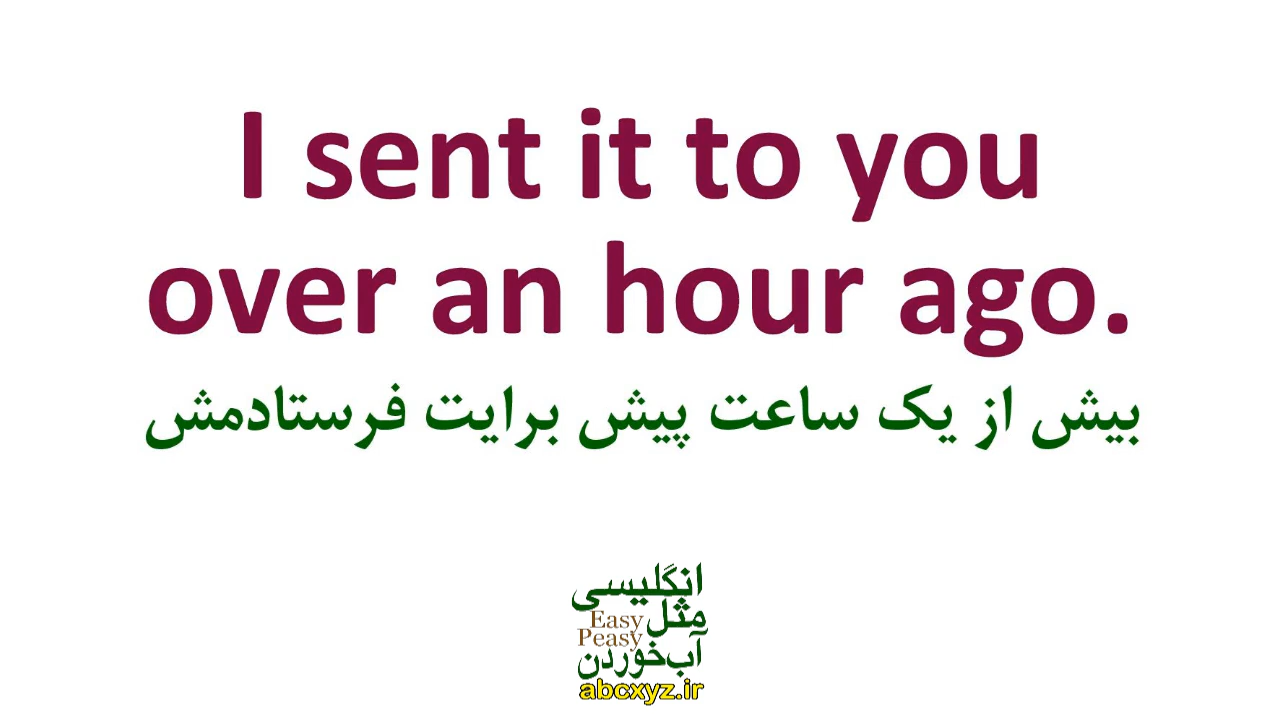 I sent it to you
over an hour ago.
بیش از یک ساعت پیش برایت فرستادمش
انگلیسی
مثل
Easy
Peasy
آب‌خوردن
abcxyz.ir